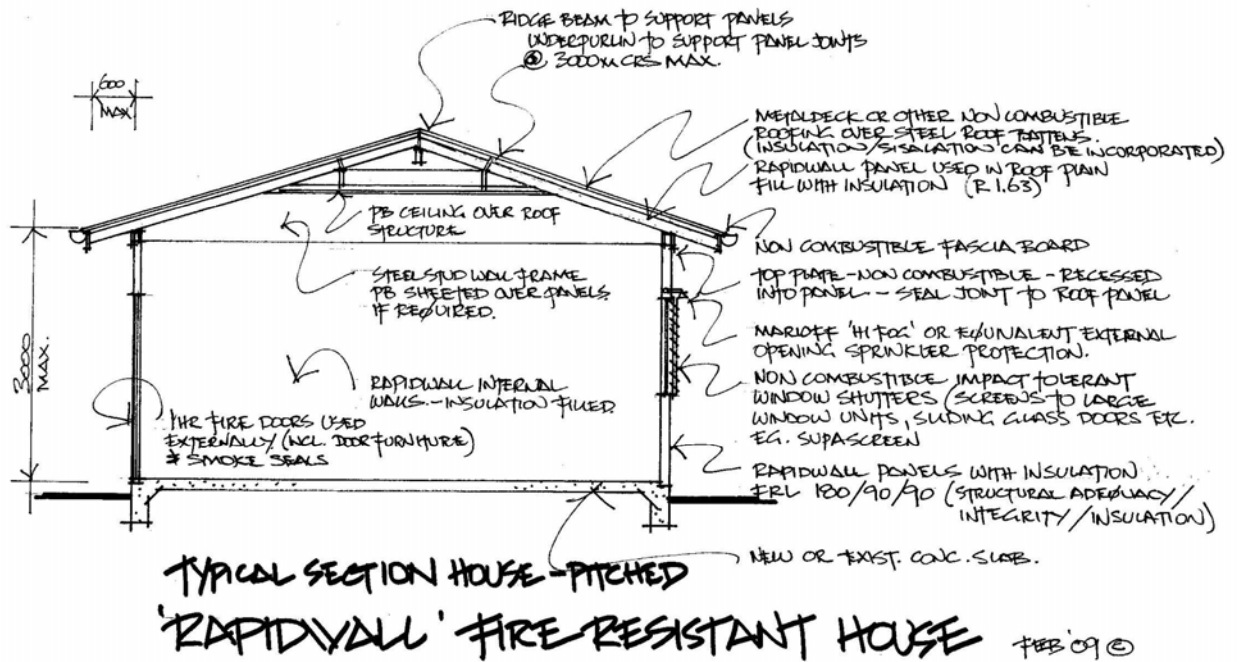 RIDGE BEAM TO SUPPORT PANELS
UNDERPURLIN TO SUPPORT PANEL JOINTS
@ 3000M CRS MAX.
600
MAX
METALDECK OR OTHER NON COMBUSTIBLE
ROOFING OVER STEEL ROOF BATTENS.
(INSULATION/SISALATION CAN BE INCORPORATED)
RAPIDWALL PANEL USED IN ROOF PLAIN
FILL WITH INSULATION (R 1.63)
PB CEILING OVER ROOF
STRUCTURE
NON COMBUSTIBLE FASCIA BOARD
STEEL STUD WALL FRAME
PB SHEETED OVER PANELS
IF REQUIRED.
TOP PLATE - NON COMBUSTIBLE - RECESSED
INTO PANEL - SEAL JOINT TO ROOF PANEL
MARIOFF 'HI FOG' OR EQUIVALENT EXTERNAL
OPENING SPRINKLER PROTECTION.
3000
MAX.
RAPIDWALL INTERNAL
WALLS. - INSULATION FILLED.
NON COMBUSTIBLE IMPACT TOLERANT
WINDOW SHUTTERS (SCREENS TO LARGE
WINDOW UNITS, SLIDING GLASS DOORS ETC.
EG. SUPASCREEN
1HR FIRE DOORS USED
EXTERNALLY (INCL. DOOR FURNITURE)
& SMOKE SEALS
RAPIDWALL PANELS WITH INSULATION
FRL 180/90/90 (STRUCTURAL ADEQUACY/
INTEGRITY/INSULATION)
NEW OR EXIST. CONC. SLAB.
TYPICAL SECTION HOUSE - PITCHED
'RAPIDWALL' FIRE RESISTANT HOUSE FEB '09 ©